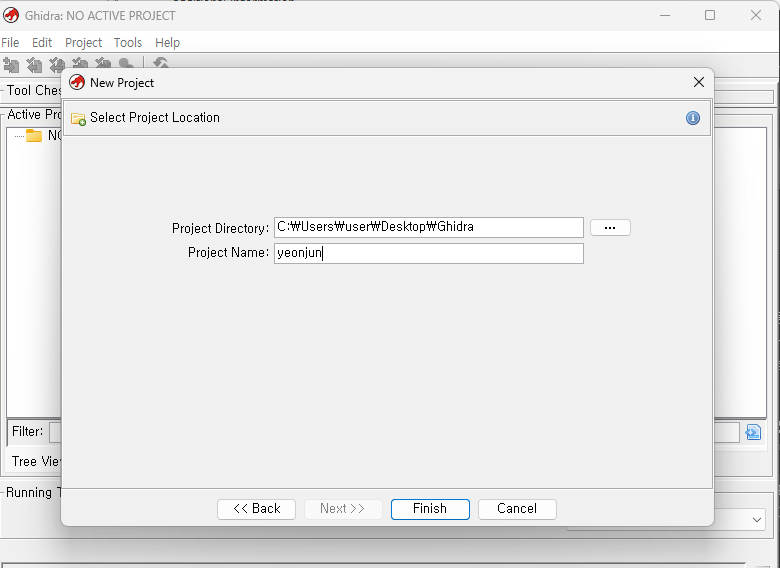 Ghidra: NO ACTIVE PROJECT
File Edit Project Tools Help
New Project
Tool Ches
Select Project Location
Active Pro
NO
Project Directory: C:₩Users₩user₩Desktop₩Ghidra ...
Project Name: yeonjun
Filter:
Tree View
Running T
<< Back Next >> Finish Cancel